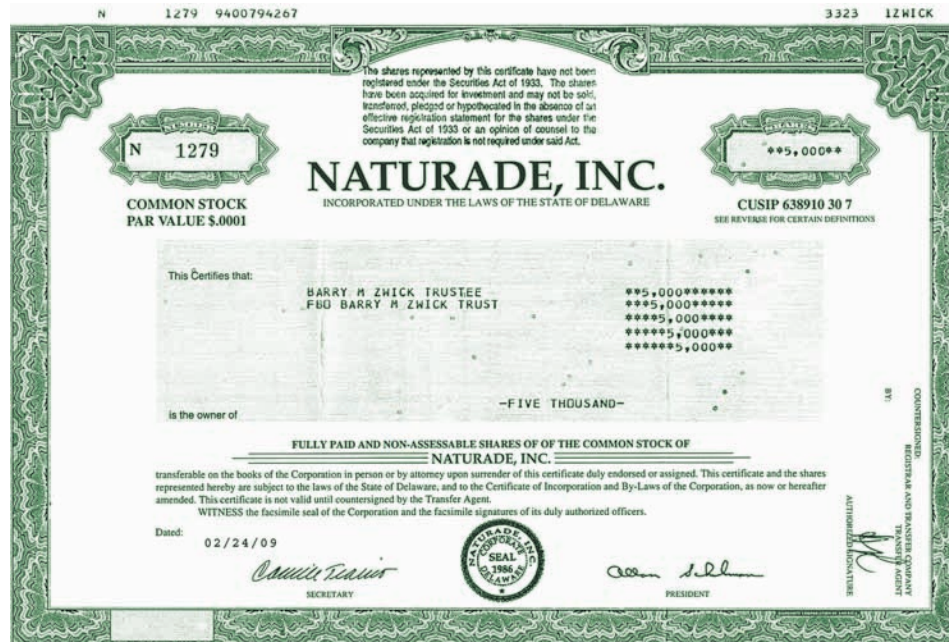 N 1279 9400794267 3323 1ZWICK
The shares represented by this certificate have not been
registered under the Securities Act of 1933. The shares
have been acquired for investment and may not be sold,
transferred, pledged or hypothecated in the absence of an
effective registration statement for the shares under the
Securities Act of 1933 or an opinion of counsel to the
company that registration is not required under said Act.
NUMBER
N 1279
SHARES
**5,000**
NATURADE, INC.
INCORPORATED UNDER THE LAWS OF THE STATE OF DELAWARE
COMMON STOCK
PAR VALUE $.0001
CUSIP 638910 30 7
SEE REVERSE FOR CERTAIN DEFINITIONS
This Certifies that:
BARRY M ZWICK TRUSTEE
FBO BARRY M ZWICK TRUST
**5,000******
***5,000*****
****5,000****
*****5,000***
******5,000**
-FIVE THOUSAND-
is the owner of
FULLY PAID AND NON-ASSESSABLE SHARES OF OF THE COMMON STOCK OF
NATURADE, INC.
transferable on the books of the Corporation in person or by attorney upon surrender of this certificate duly endorsed or assigned. This certificate and the shares
represented hereby are subject to the laws of the State of Delaware, and to the Certificate of Incorporation and By-Laws of the Corporation, as now or hereafter
amended. This certificate is not valid until countersigned by the Transfer Agent.
WITNESS the facsimile seal of the Corporation and the facsimile signatures of its duly authorized officers.
Dated:
02/24/09
SECRETARY
NATURADE, INC.
CORPORATE
SEAL
1986
DELAWARE
PRESIDENT
COUNTERSIGNED:
REGISTRAR AND TRANSFER COMPANY
TRANSFER AGENT
BY:
AUTHORIZED SIGNATURE